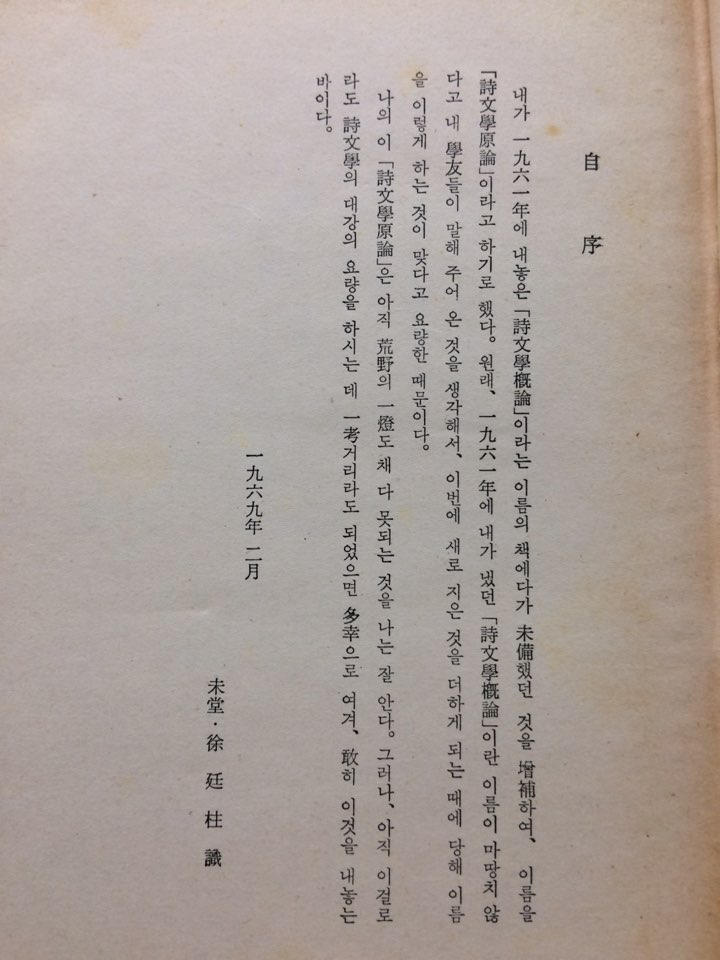 自序
내가 一九六一年에 내놓은 「詩文學槪論」이라는 이름의 책에다가 未備했던 것을 增補하여、 이름을
「詩文學原論」이라고 하기로 했다。 원래、 一九六一年에 내가 냈던 「詩文學槪論」이란 이름이 마땅치 않
다고 내 學友들이 말해 주어 온 것을 생각해서、 이번에 새로 지은 것을 더하게 되는 때에 당해 이름
을 이렇게 하는 것이 맞다고 요량한 때문이다。
나의 이 「詩文學原論」은 아직 荒野의 一燈도 채 다 못되는 것을 나는 잘 안다。 그러나、 아직 이걸로
라도 詩文學의 대강의 요량을 하시는 데 一考거리라도 되었으면 多幸으로 여겨、 敢히 이것을 내놓는
바이다。
一九六九年 二月
未堂・徐廷柱 識